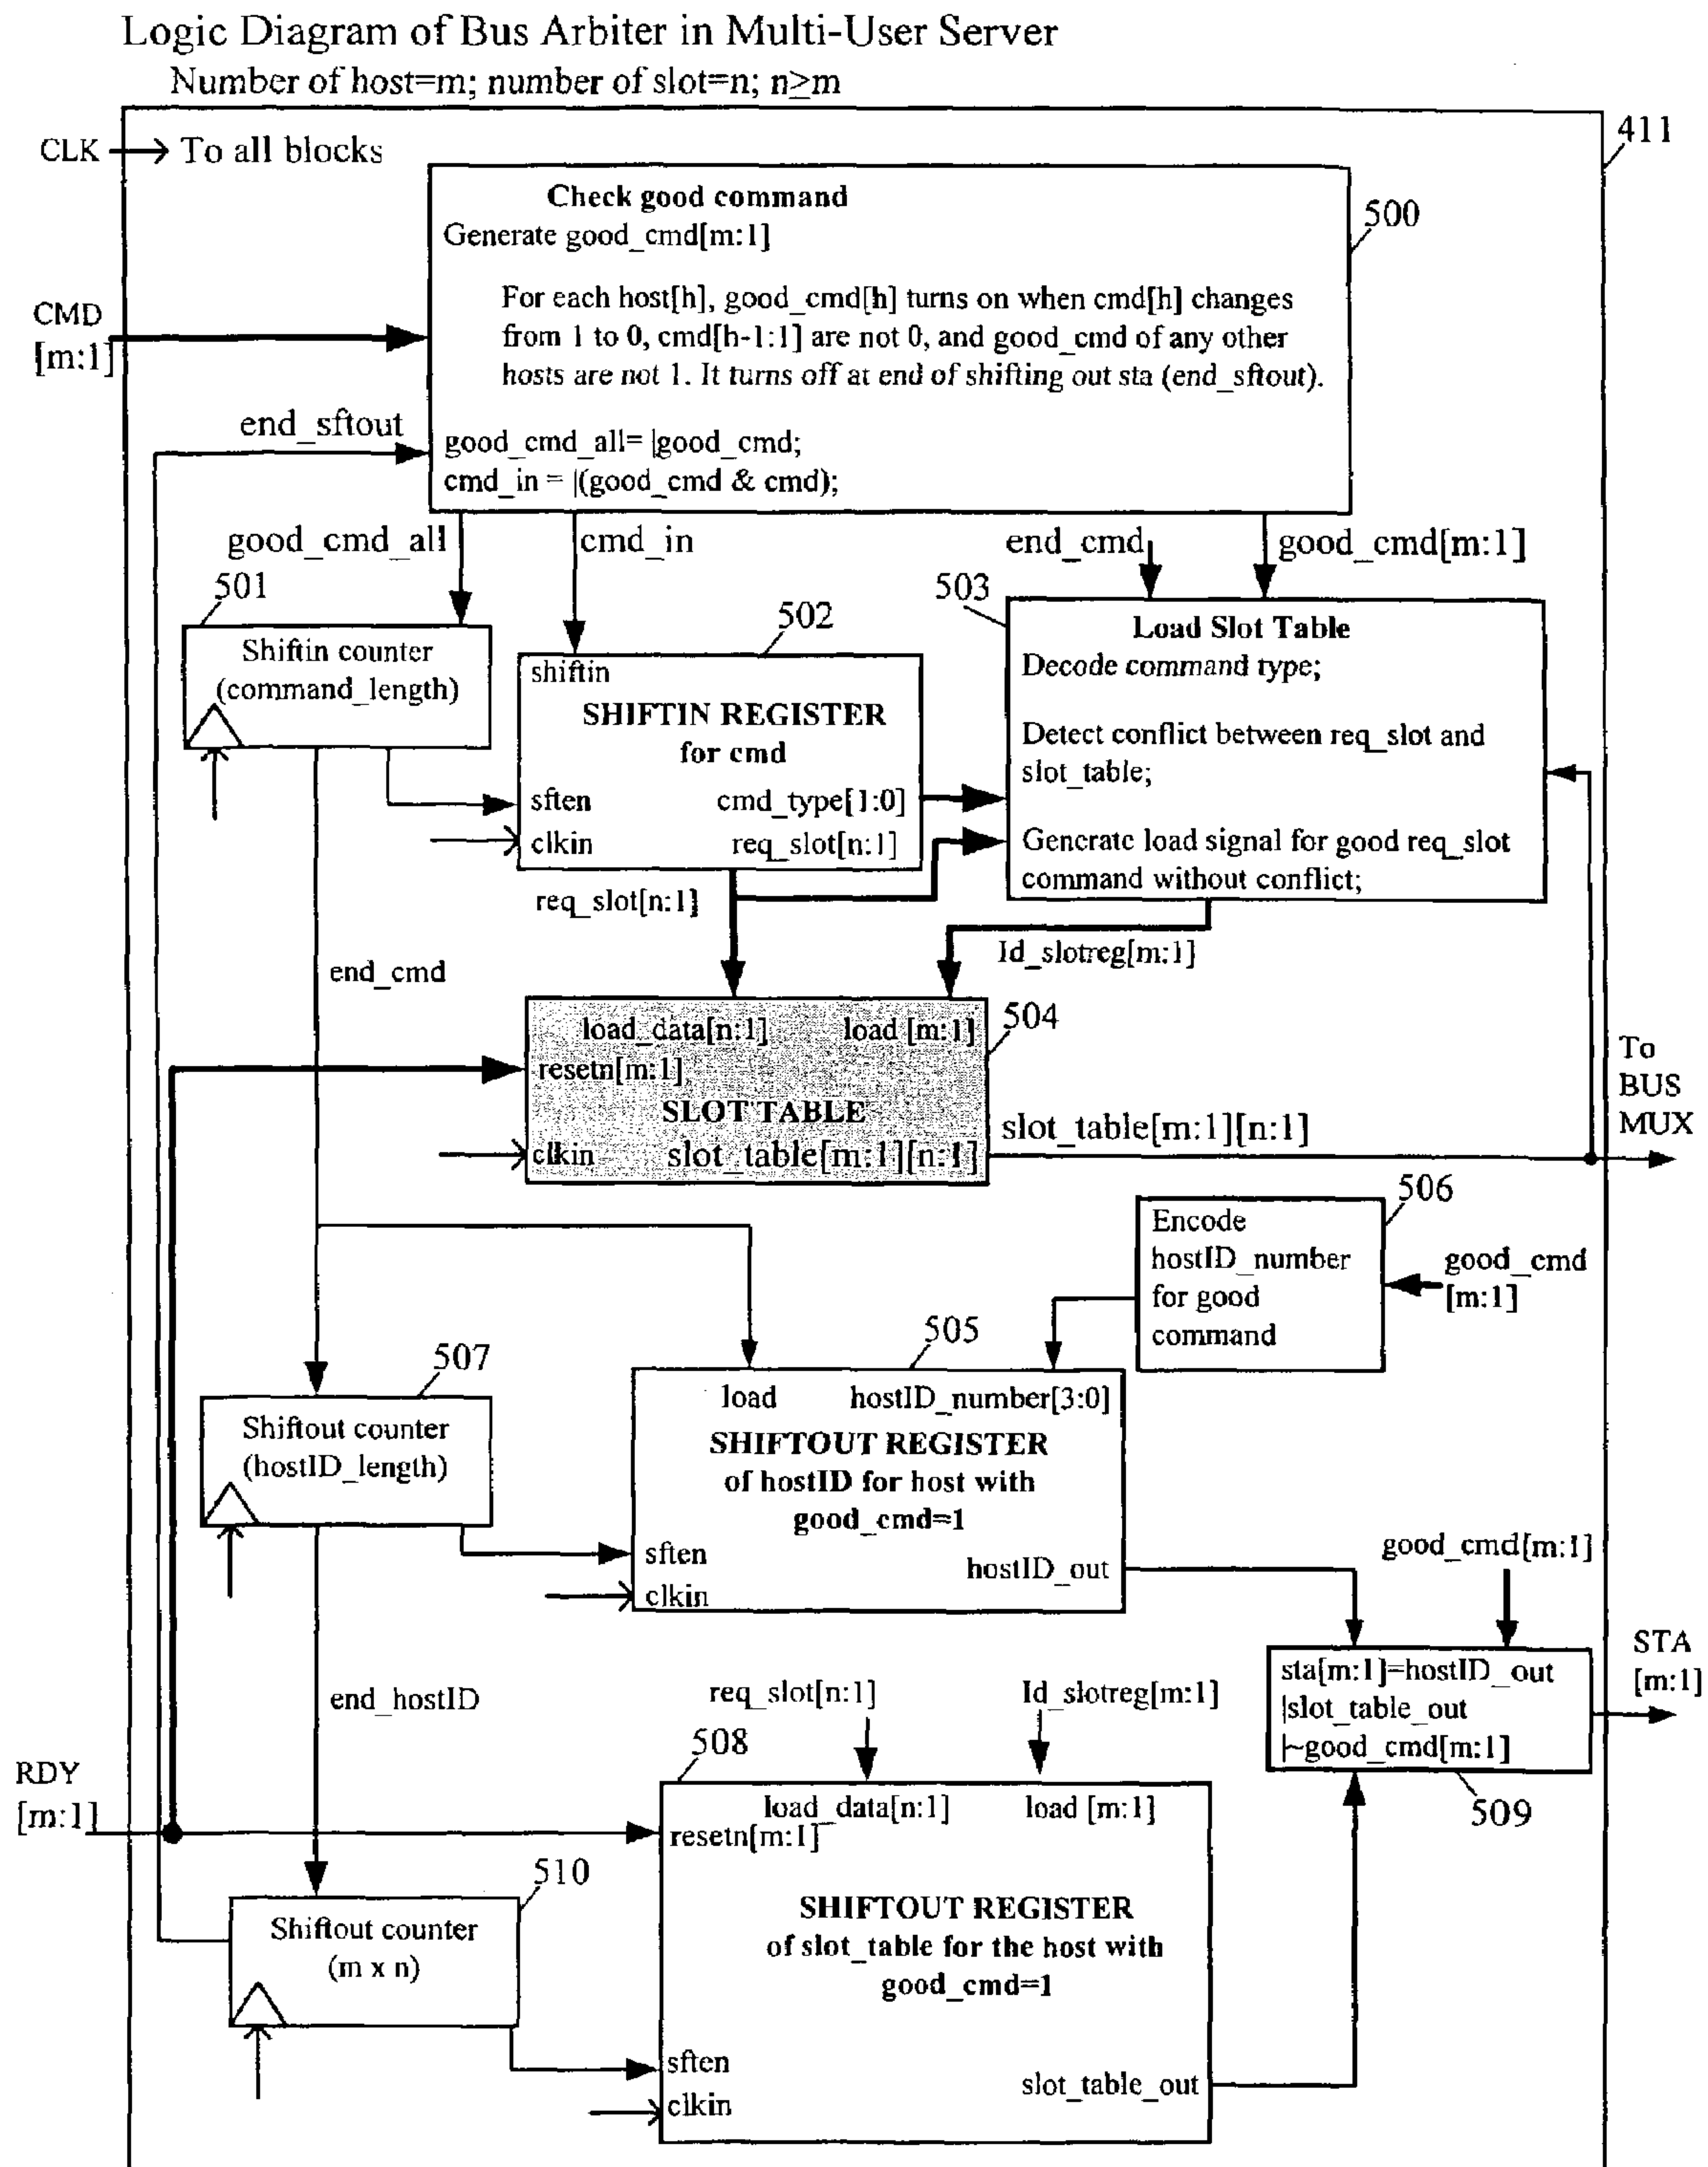 Logic Diagram of Bus Arbiter in Multi-User Server
Number of host=m; number of slot=n; n≥m
CLK
To all blocks
411
Check good command
500
Generate good_cmd[m:1]
For each host[h], good_cmd[h] turns on when cmd[h] changes
from 1 to 0, cmd[h-1:1] are not 0, and good_cmd of any other
hosts are not 1. It turns off at end of shifting out sta (end_sftout).
CMD
[m:1]
end_sftout
good_cmd_all= |good_cmd;
cmd_in = |(good_cmd & cmd);
good_cmd_all
cmd_in
end_cmd
good_cmd[m:1]
501
Shiftin counter
(command_length)
502
shiftin
SHIFTIN REGISTER
for cmd
sften
cmd_type[1:0]
clkin
req_slot[n:1]
503
Load Slot Table
Decode command type;
Detect conflict between req_slot and
slot_table;
Generate load signal for good req_slot
command without conflict;
req_slot[n:1]
Id_slotreg[m:1]
end_cmd
504
load_data[n:1]
load [m:1]
resetn[m:1]
SLOT TABLE
clkin
slot_table[m:1][n:1]
slot_table[m:1][n:1]
To
BUS
MUX
506
Encode
hostID_number
for good
command
good_cmd
[m:1]
505
load
hostID_number[3:0]
SHIFTOUT REGISTER
of hostID for host with
good_cmd=1
sften
hostID_out
clkin
507
Shiftout counter
(hostID_length)
good_cmd[m:1]
sta[m:1]=hostID_out
|slot_table_out
|~good_cmd[m:1]
509
STA
[m:1]
end_hostID
req_slot[n:1]
Id_slotreg[m:1]
508
RDY
[m:1]
load_data[n:1]
load [m:1]
resetn[m:1]
SHIFTOUT REGISTER
of slot_table for the host with
good_cmd=1
sften
slot_table_out
clkin
510
Shiftout counter
(m x n)